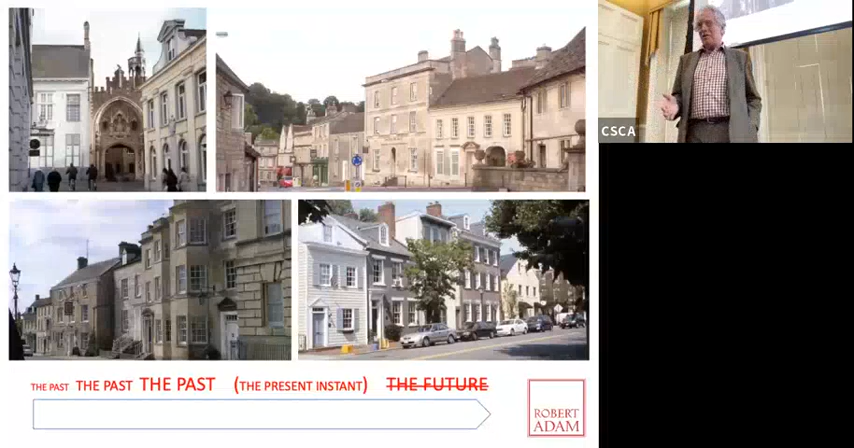 CSCA
THE PAST THE PAST THE PAST (THE PRESENT INSTANT) THE FUTURE
ROBERT
ADAM